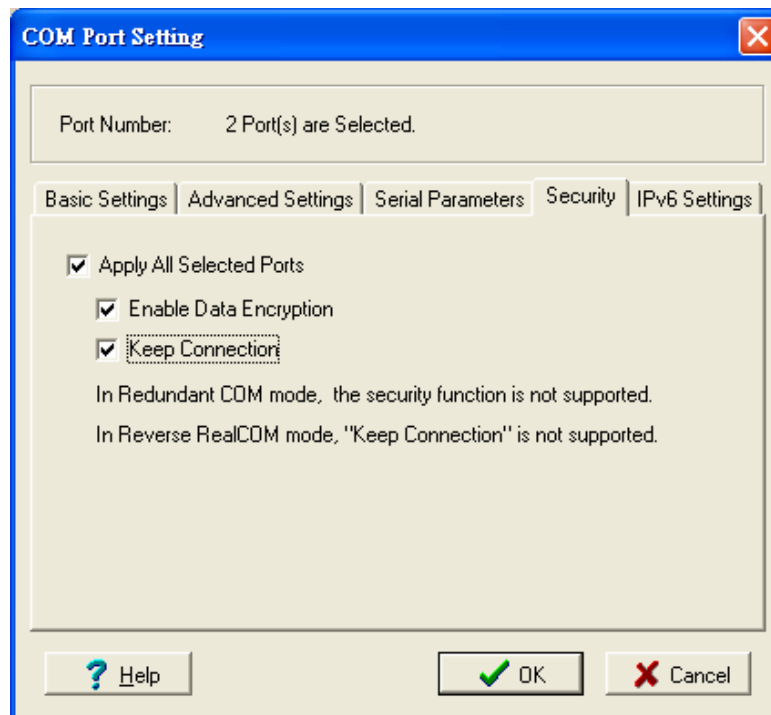 COM Port Setting
Port Number: 2 Port(s) are Selected.
Basic Settings Advanced Settings Serial Parameters Security IPv6 Settings
Apply All Selected Ports
Enable Data Encryption
Keep Connection
In Redundant COM mode, the security function is not supported.
In Reverse RealCOM mode, "Keep Connection" is not supported.
Help OK Cancel